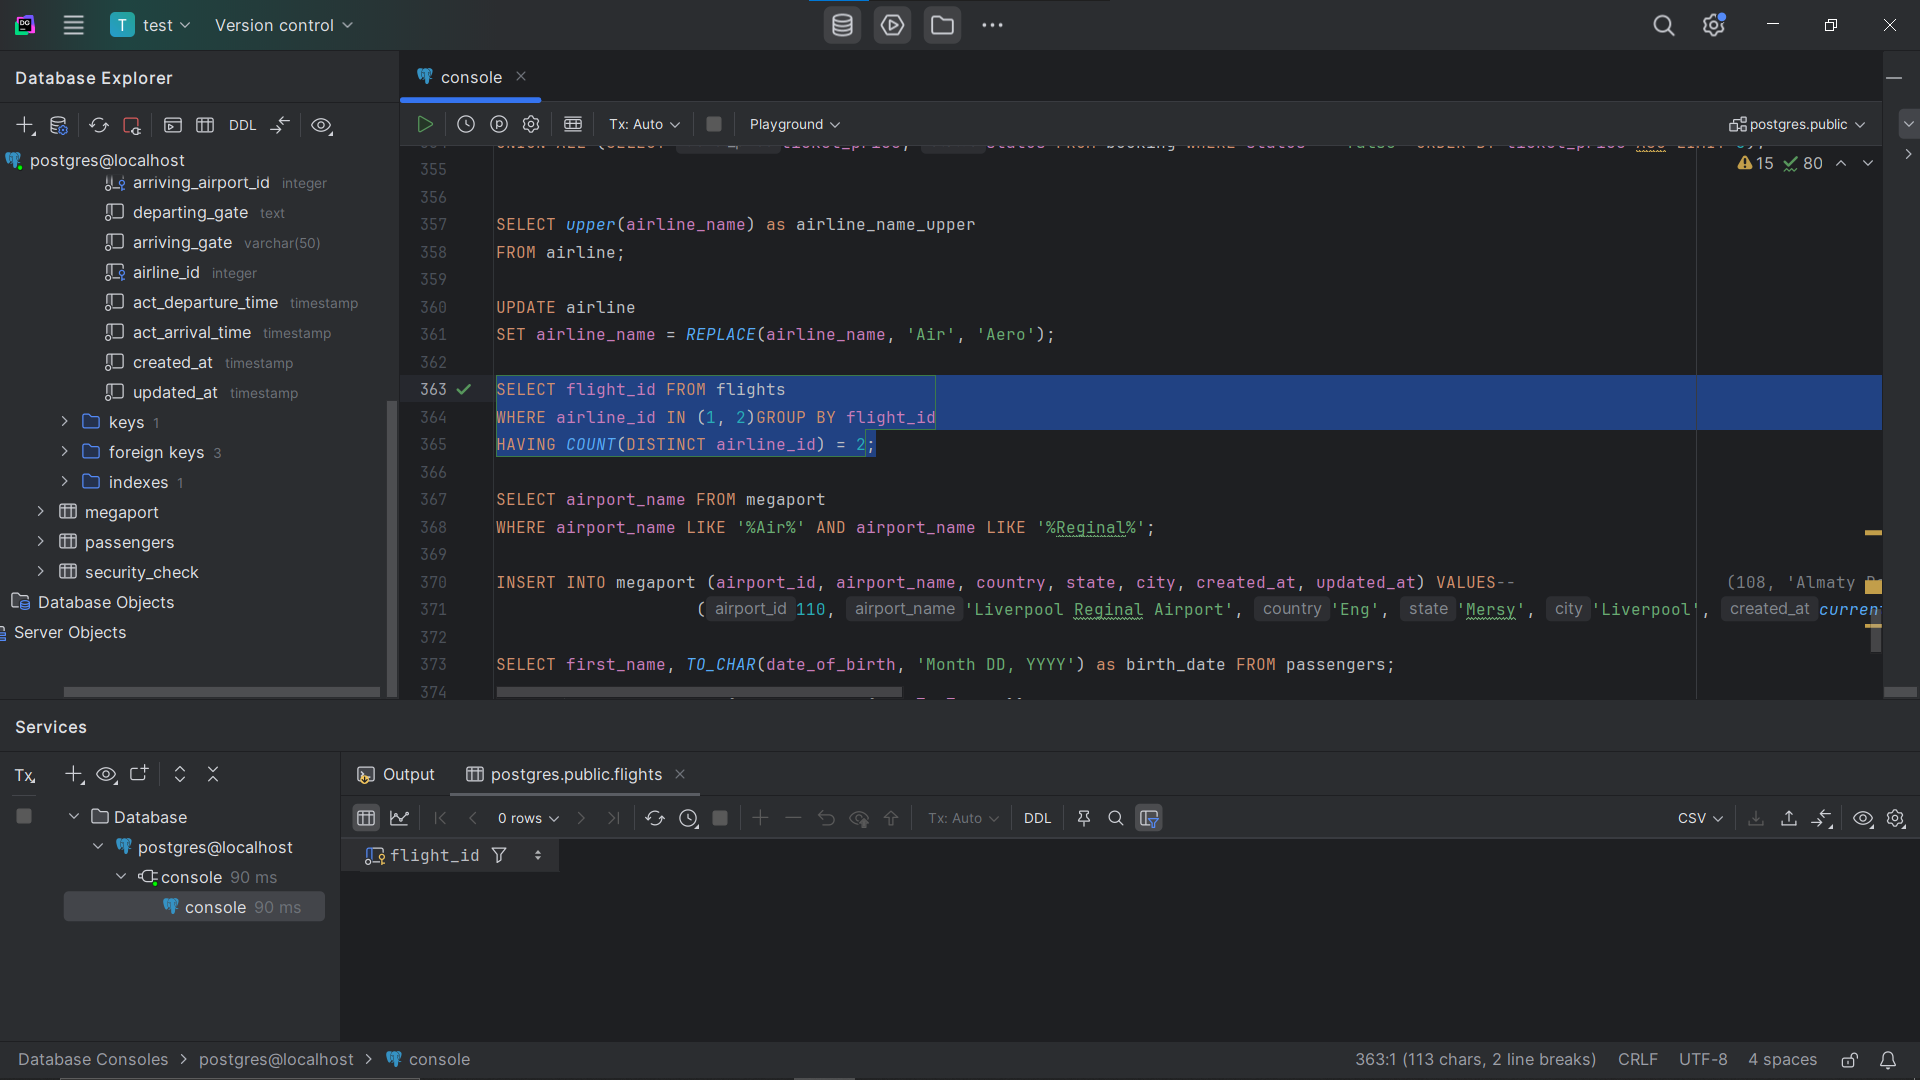 T test Version control
Database Explorer
console
DDL
Tx: Auto Playground postgres.public
postgres@localhost
arriving_airport_id integer
departing_gate text
arriving_gate varchar(50)
airline_id integer
act_departure_time timestamp
act_arrival_time timestamp
created_at timestamp
updated_at timestamp
keys 1
foreign keys 3
indexes 1
megaport
passengers
security_check
Database Objects
Server Objects
15 80
355
356
357 SELECT upper(airline_name) as airline_name_upper
358 FROM airline;
359
360 UPDATE airline
361 SET airline_name = REPLACE(airline_name, 'Air', 'Aero');
362
363 SELECT flight_id FROM flights
364 WHERE airline_id IN (1, 2)GROUP BY flight_id
365 HAVING COUNT(DISTINCT airline_id) = 2;
366
367 SELECT airport_name FROM megaport
368 WHERE airport_name LIKE '%Air%' AND airport_name LIKE '%Reginal%';
369
370 INSERT INTO megaport (airport_id, airport_name, country, state, city, created_at, updated_at) VALUES-- (108, 'Almaty
371 ( airport_id 110, airport_name 'Liverpool Reginal Airport', country 'Eng', state 'Mersy', city 'Liverpool', created_at curren
372
373 SELECT first_name, TO_CHAR(date_of_birth, 'Month DD, YYYY') as birth_date FROM passengers;
374
Services
Tx
Database
postgres@localhost
console 90 ms
console 90 ms
Output postgres.public.flights
0 rows Tx: Auto DDL CSV
flight_id
Database Consoles > postgres@localhost > console
363:1 (113 chars, 2 line breaks) CRLF UTF-8 4 spaces